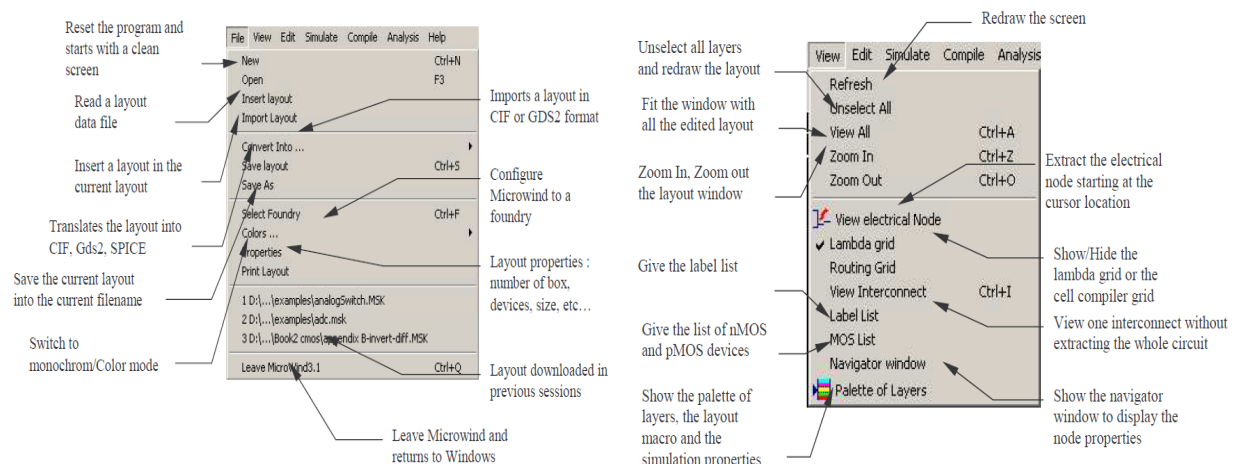 Reset the program and
starts with a clean
screen
Read a layout
data file
Insert a layout in the
current layout
Translates the layout into
CIF, Gds2, SPICE
Save the current layout
into the current filename
Switch to
monochrom/Color mode
File View Edit Simulate Compile Analysis Help
New Ctrl+N
Open F3
Insert layout
Import Layout
Convert Into ...
Save layout Ctrl+S
Save As
Select Foundry Ctrl+F
Colors ...
Properties
Print Layout
1 D:\...\examples\analogSwitch.MSK
2 D:\...\examples\adc.msk
3 D:\...\Book2 cmos\appendix B-invert-diff.MSK
Leave MicroWind3.1 Ctrl+Q
Imports a layout in
CIF or GDS2 format
Configure
Microwind to a
foundry
Layout properties :
number of box,
devices, size, etc…
Layout downloaded in
previous sessions
Leave Microwind and
returns to Windows
Redraw the screen
Unselect all layers
and redraw the layout
Fit the window with
all the edited layout
Zoom In, Zoom out
the layout window
Give the label list
Give the list of nMOS
and pMOS devices
Show the palette of
layers, the layout
macro and the
simulation properties
View Edit Simulate Compile Analysis
Refresh
Unselect All
View All Ctrl+A
Zoom In Ctrl+Z
Zoom Out Ctrl+O
View electrical Node
Lambda grid
Routing Grid
View Interconnect Ctrl+I
Label List
MOS List
Navigator window
Palette of Layers
Extract the electrical
node starting at the
cursor location
Show/Hide the
lambda grid or the
cell compiler grid
View one interconnect without
extracting the whole circuit
Show the navigator
window to display the
node properties